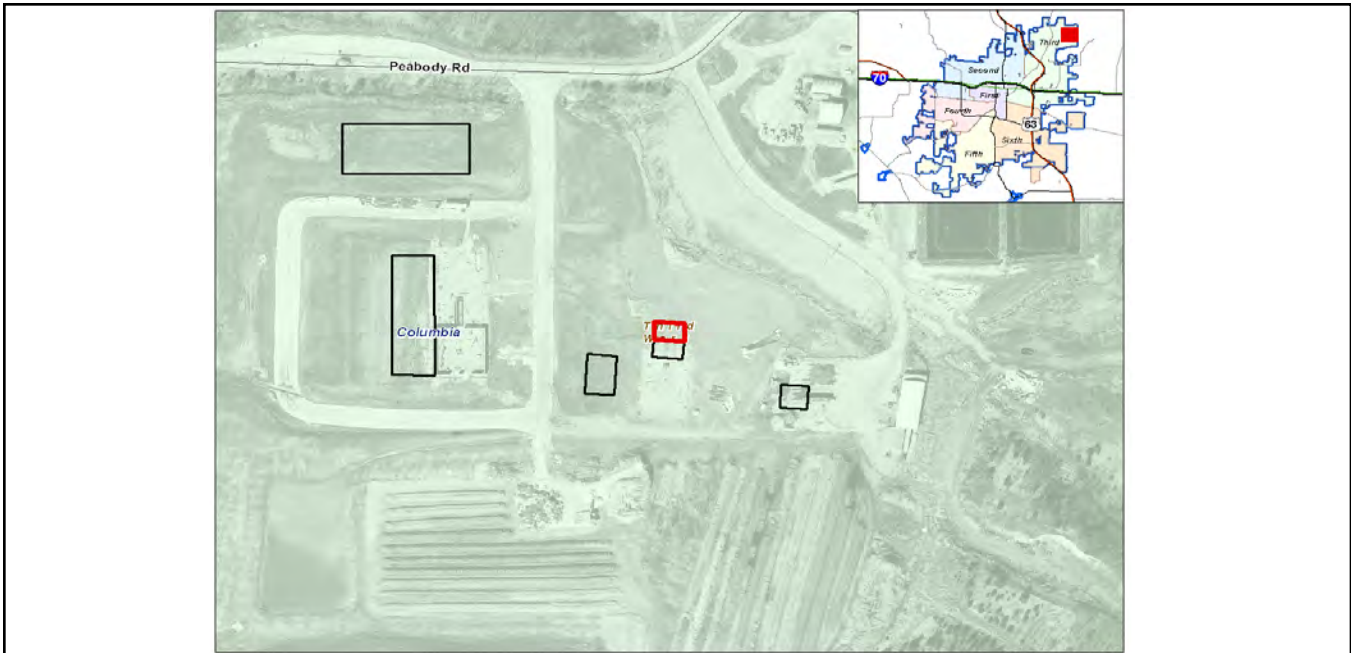 Peabody Rd
Columbia
Third
Second
70
First
Fourth
63
Sixth
Fifth